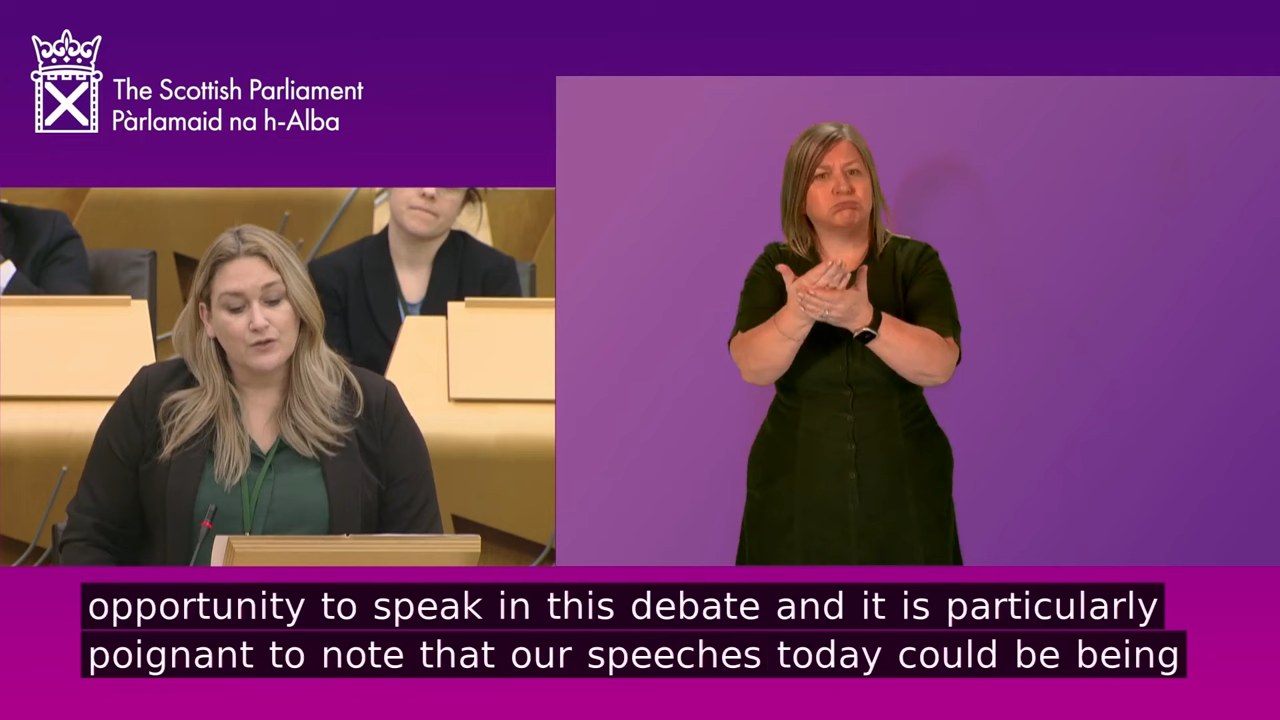 The Scottish Parliament
Pàrlamaid na h-Alba
opportunity to speak in this debate and it is particularly
poignant to note that our speeches today could be being